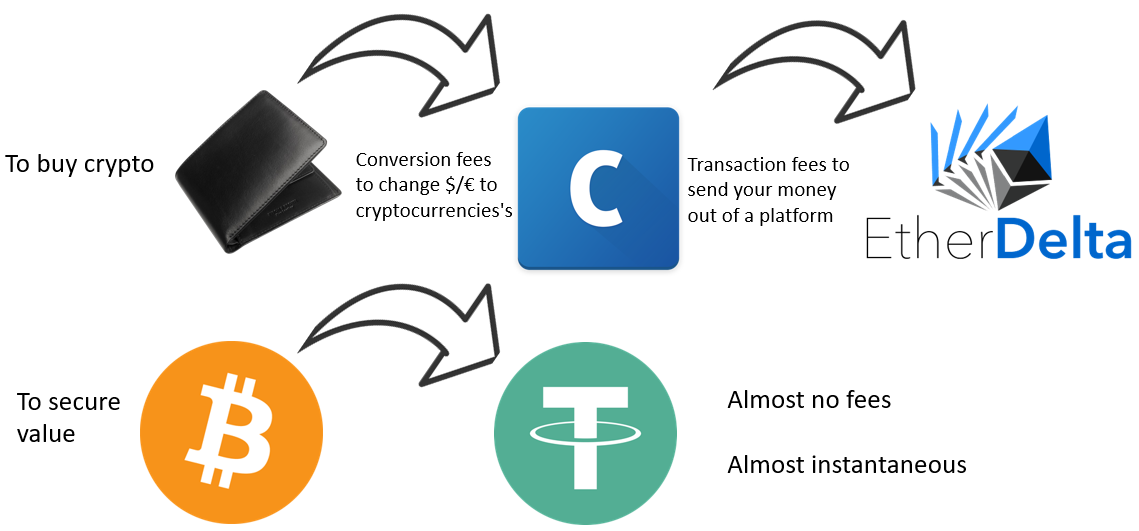 To buy crypto
Conversion fees
to change $/€ to
cryptocurrencies's
C
Transaction fees to
send your money
out of a platform
EtherDelta
To secure
value
Almost no fees
Almost instantaneous